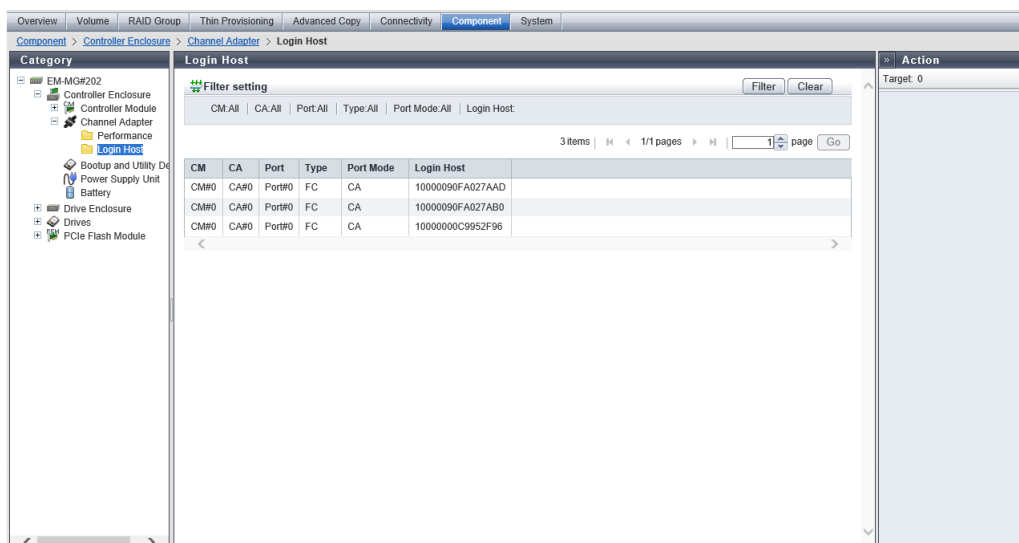 Overview Volume RAID Group Thin Provisioning Advanced Copy Connectivity Component System
Component > Controller Enclosure > Channel Adapter > Login Host
Category
EM-MG#202
Controller Enclosure
Controller Module
Channel Adapter
Performance
Login Host
Bootup and Utility De
Power Supply Unit
Battery
Drive Enclosure
Drives
PCIe Flash Module
Login Host
Filter setting
Filter Clear
CM:All | CA:All | Port:All | Type:All | Port Mode:All | Login Host:
3 items | 1/1 pages | 1 page Go
CM CA Port Type Port Mode Login Host
CM#0 CA#0 Port#0 FC CA 10000090FA027AAD
CM#0 CA#0 Port#0 FC CA 10000090FA027AB0
CM#0 CA#0 Port#0 FC CA 10000000C9952F96
» Action
Target: 0